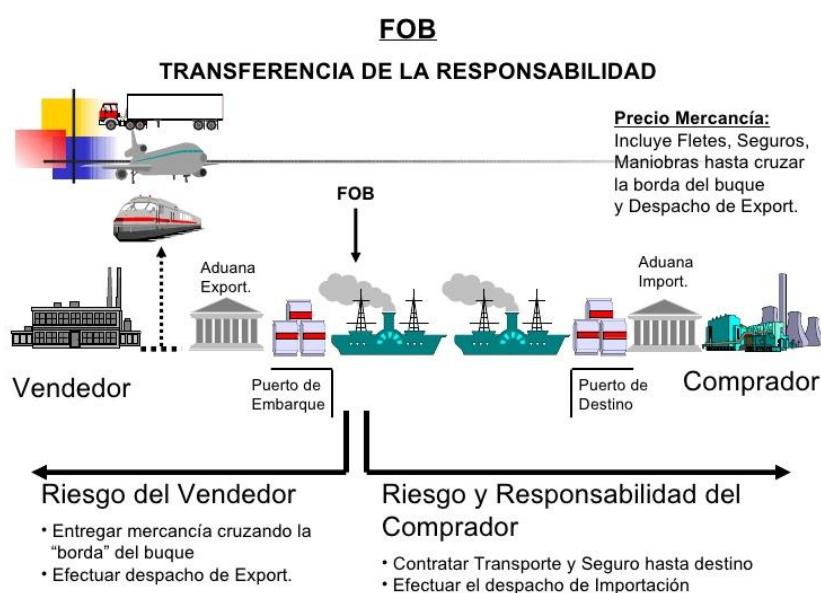 FOB
TRANSFERENCIA DE LA RESPONSABILIDAD
Precio Mercancía:
Incluye Fletes, Seguros,
Maniobras hasta cruzar
la borda del buque
y Despacho de Export.
FOB
Aduana
Export.
Aduana
Import.
Vendedor
Puerto de
Embarque
Puerto de
Destino
Comprador
Riesgo del Vendedor
• Entregar mercancía cruzando la
“borda” del buque
• Efectuar despacho de Export.
Riesgo y Responsabilidad del
Comprador
• Contratar Transporte y Seguro hasta destino
• Efectuar el despacho de Importación